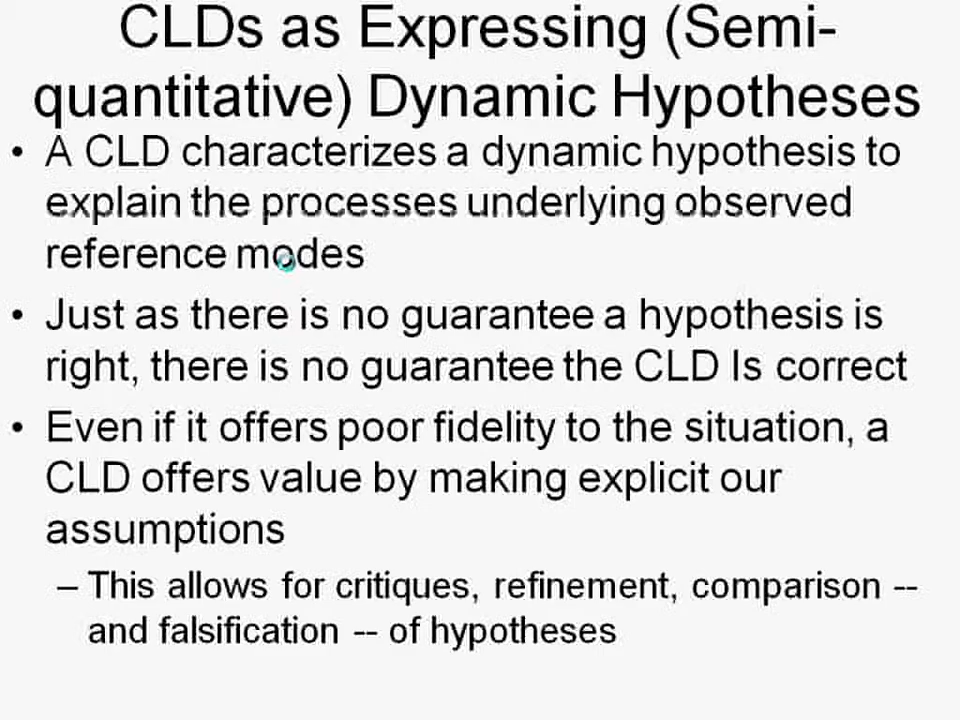 CLDs as Expressing (Semi-
quantitative) Dynamic Hypotheses
• A CLD characterizes a dynamic hypothesis to
explain the processes underlying observed
reference modes
• Just as there is no guarantee a hypothesis is
right, there is no guarantee the CLD Is correct
• Even if it offers poor fidelity to the situation, a
CLD offers value by making explicit our
assumptions
– This allows for critiques, refinement, comparison --
and falsification -- of hypotheses